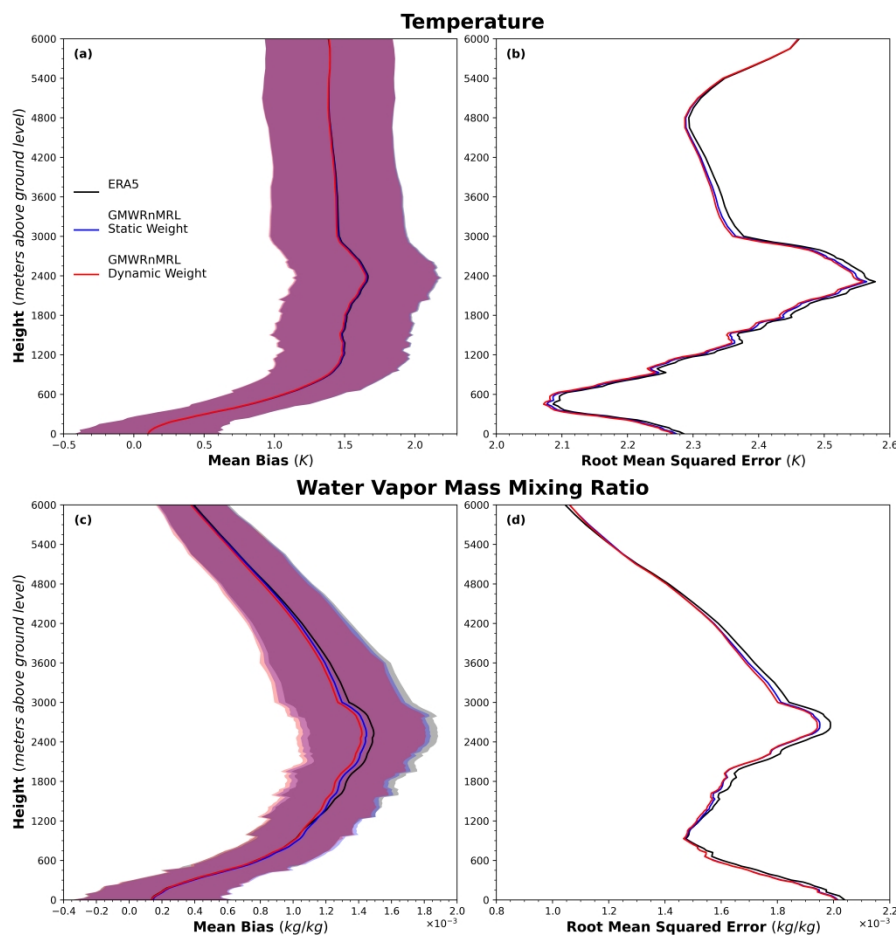 Temperature
(a)
(b)
6000
5400
4800
4200
3600
3000
2400
1800
1200
600
0
Height (meters above ground level)
ERA5
GMWRnMRL
Static Weight
GMWRnMRL
Dynamic Weight
−0.5 0.0 0.5 1.0 1.5 2.0
Mean Bias (K)
6000
5400
4800
4200
3600
3000
2400
1800
1200
600
0
2.0 2.1 2.2 2.3 2.4 2.5 2.6
Root Mean Squared Error (K)
Water Vapor Mass Mixing Ratio
(c)
(d)
6000
5400
4800
4200
3600
3000
2400
1800
1200
600
0
Height (meters above ground level)
−0.4 −0.2 0.0 0.2 0.4 0.6 0.8 1.0 1.2 1.4 1.6 1.8 2.0
Mean Bias (kg/kg)
×10⁻³
6000
5400
4800
4200
3600
3000
2400
1800
1200
600
0
0.8 1.0 1.2 1.4 1.6 1.8 2.0 2.2
Root Mean Squared Error (kg/kg)
×10⁻³